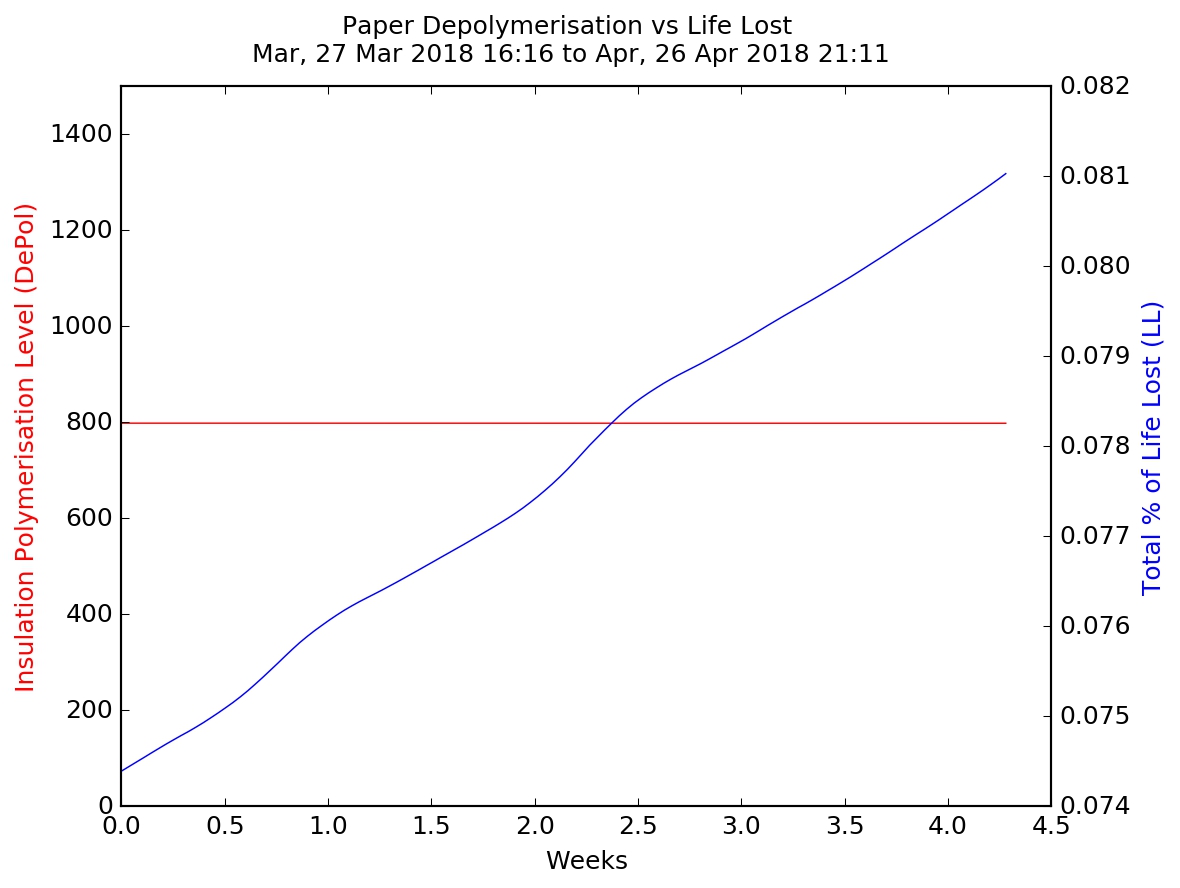 Paper Depolymerisation vs Life Lost
Mar, 27 Mar 2018 16:16 to Apr, 26 Apr 2018 21:11
Insulation Polymerisation Level (DePol)
1400
1200
1000
800
600
400
200
0
0.082
0.081
0.080
0.079
0.078
0.077
0.076
0.075
0.074
Total % of Life Lost (LL)
0.0 0.5 1.0 1.5 2.0 2.5 3.0 3.5 4.0 4.5
Weeks